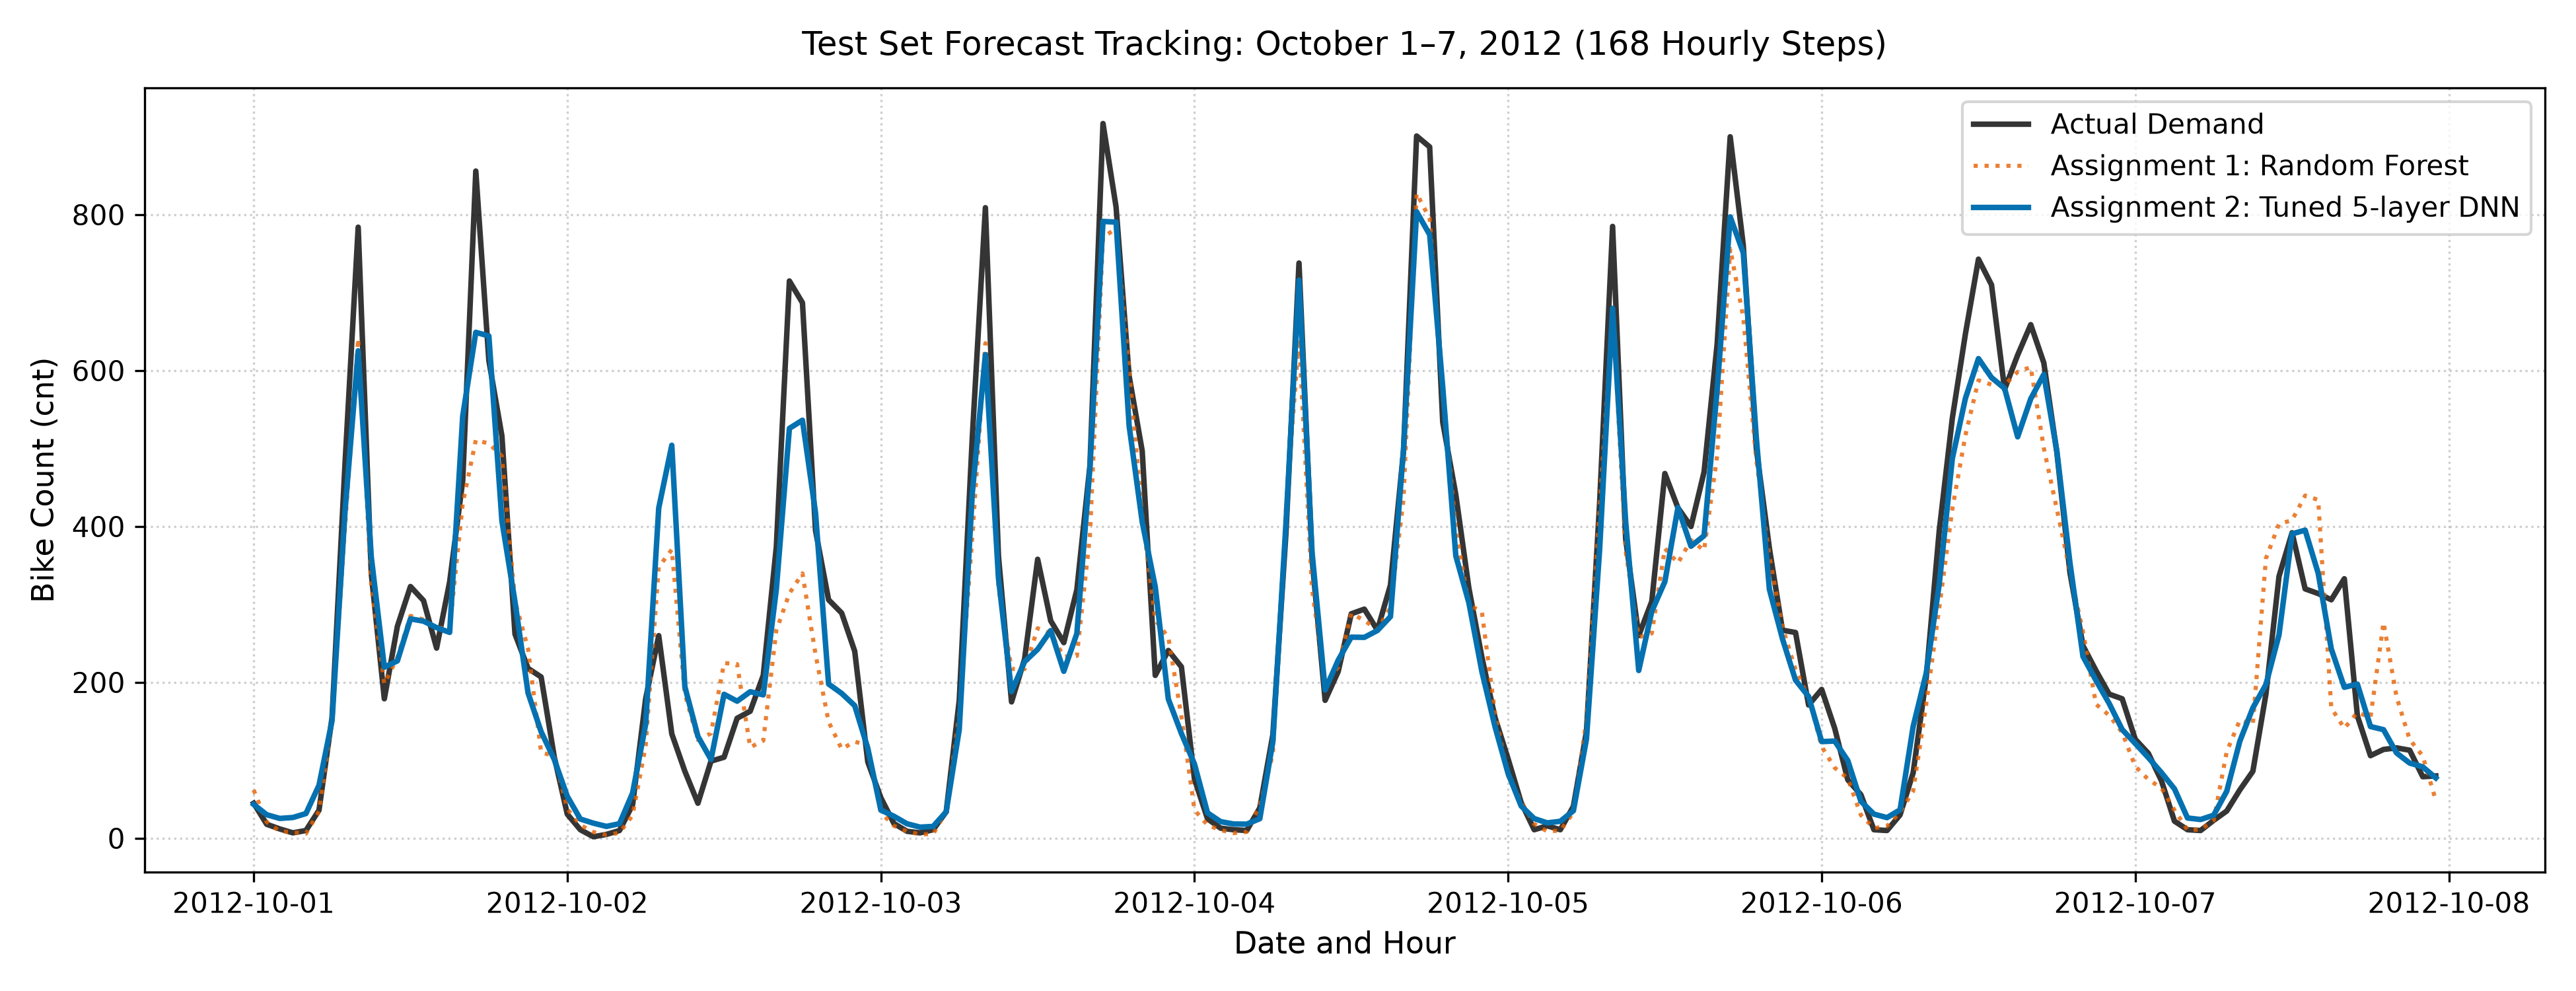 Test Set Forecast Tracking: October 1–7, 2012 (168 Hourly Steps)
Actual Demand
Assignment 1: Random Forest
Assignment 2: Tuned 5-layer DNN
Bike Count (cnt)
800
600
400
200
0
2012-10-01 2012-10-02 2012-10-03 2012-10-04 2012-10-05 2012-10-06 2012-10-07 2012-10-08
Date and Hour